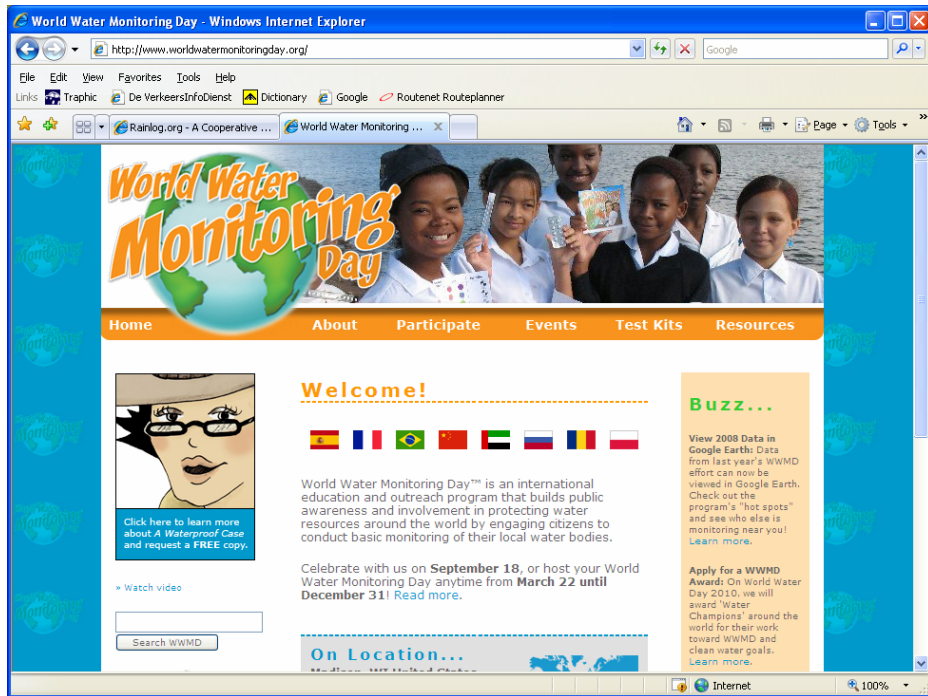 World Water Monitoring Day - Windows Internet Explorer
http://www.worldwatermonitoringday.org/
Google
File Edit View Favorites Tools Help
Links Traphic De VerkeersInfoDienst Dictionary Google Routenet Routeplanner
Rainlog.org - A Cooperative ... World Water Monitoring ... X Page Tools »
World Water
Monitoring
Day
Home About Participate Events Test Kits Resources
Click here to learn more
about A Waterproof Case
and request a FREE copy.
» Watch video
Search WWMD
Welcome!
World Water Monitoring Day™ is an international
education and outreach program that builds public
awareness and involvement in protecting water
resources around the world by engaging citizens to
conduct basic monitoring of their local water bodies.
Celebrate with us on September 18, or host your World
Water Monitoring Day anytime from March 22 until
December 31! Read more.
On Location...
Madison, WI United States
Buzz...
View 2008 Data in
Google Earth: Data
from last year's WWMD
effort can now be
viewed in Google Earth.
Check out the
program's "hot spots"
and see who else is
monitoring near you!
Learn more.
Apply for a WWMD
Award: On World Water
Day 2010, we will
award 'Water
Champions' around the
world for their work
toward WWMD and
clean water goals.
Learn more.
Internet 100%